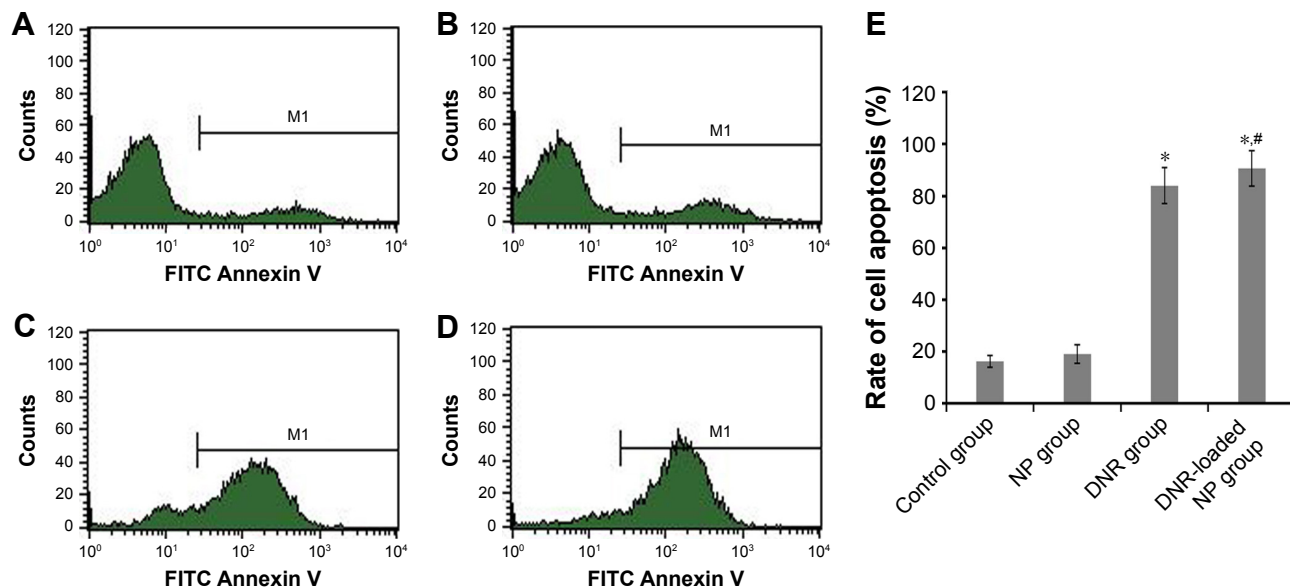 A
120
100
80
60
40
20
0
Counts
M1
10⁰ 10¹ 10² 10³ 10⁴
FITC Annexin V
B
120
100
80
60
40
20
0
Counts
M1
10⁰ 10¹ 10² 10³ 10⁴
FITC Annexin V
C
120
100
80
60
40
20
0
Counts
M1
10⁰ 10¹ 10² 10³ 10⁴
FITC Annexin V
D
120
100
80
60
40
20
0
Counts
M1
10⁰ 10¹ 10² 10³ 10⁴
FITC Annexin V
E
Rate of cell apoptosis (%)
120
100
80
60
40
20
0
*
*,#
Control group
NP group
DNR group
DNR-loaded
NP group